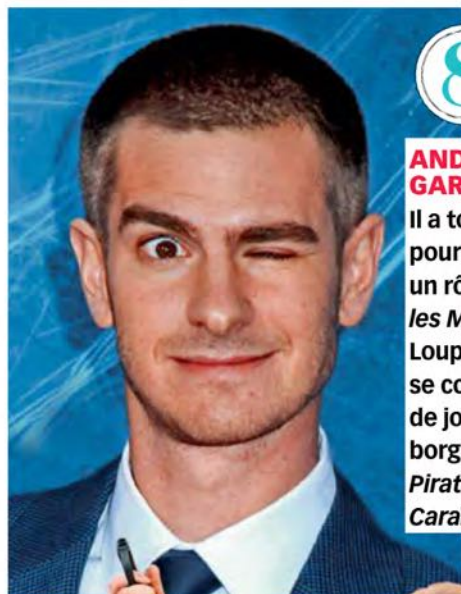 8
AND
GAR
Il a to
pour
un rô
les M
Loup
se co
de jo
borg
Pirat
Cara